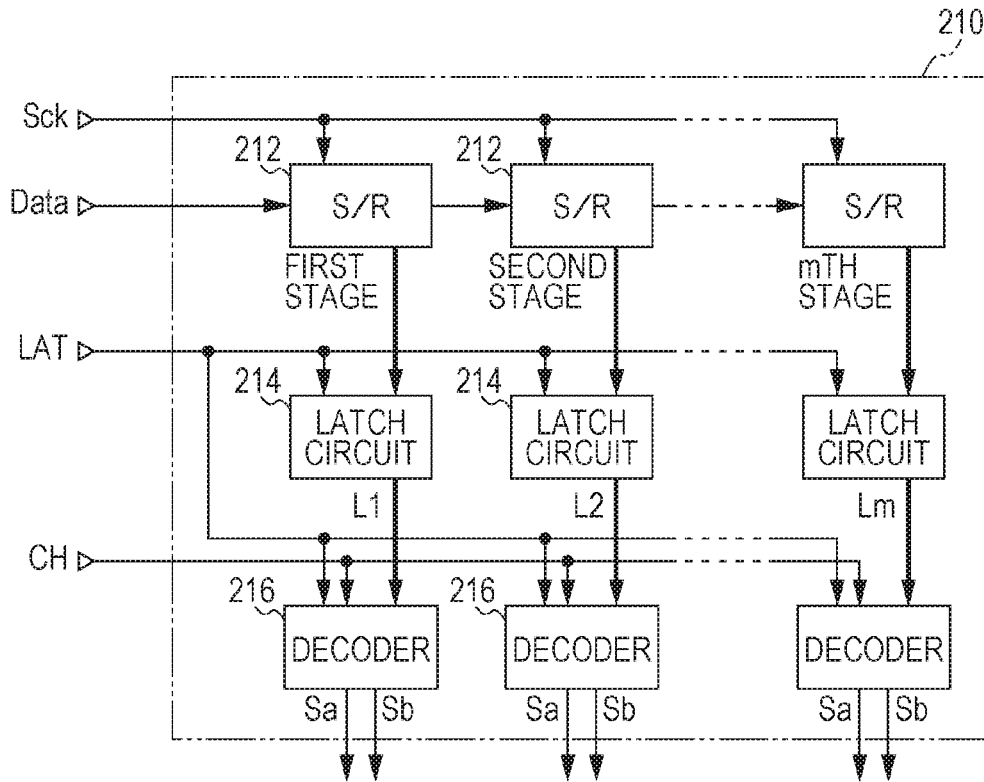 210
Sck
212
212
Data
S/R
S/R
S/R
FIRST
STAGE
SECOND
STAGE
mTH
STAGE
LAT
214
214
LATCH
CIRCUIT
LATCH
CIRCUIT
LATCH
CIRCUIT
L1
L2
Lm
CH
216
216
DECODER
DECODER
DECODER
Sa
Sb
Sa
Sb
Sa
Sb